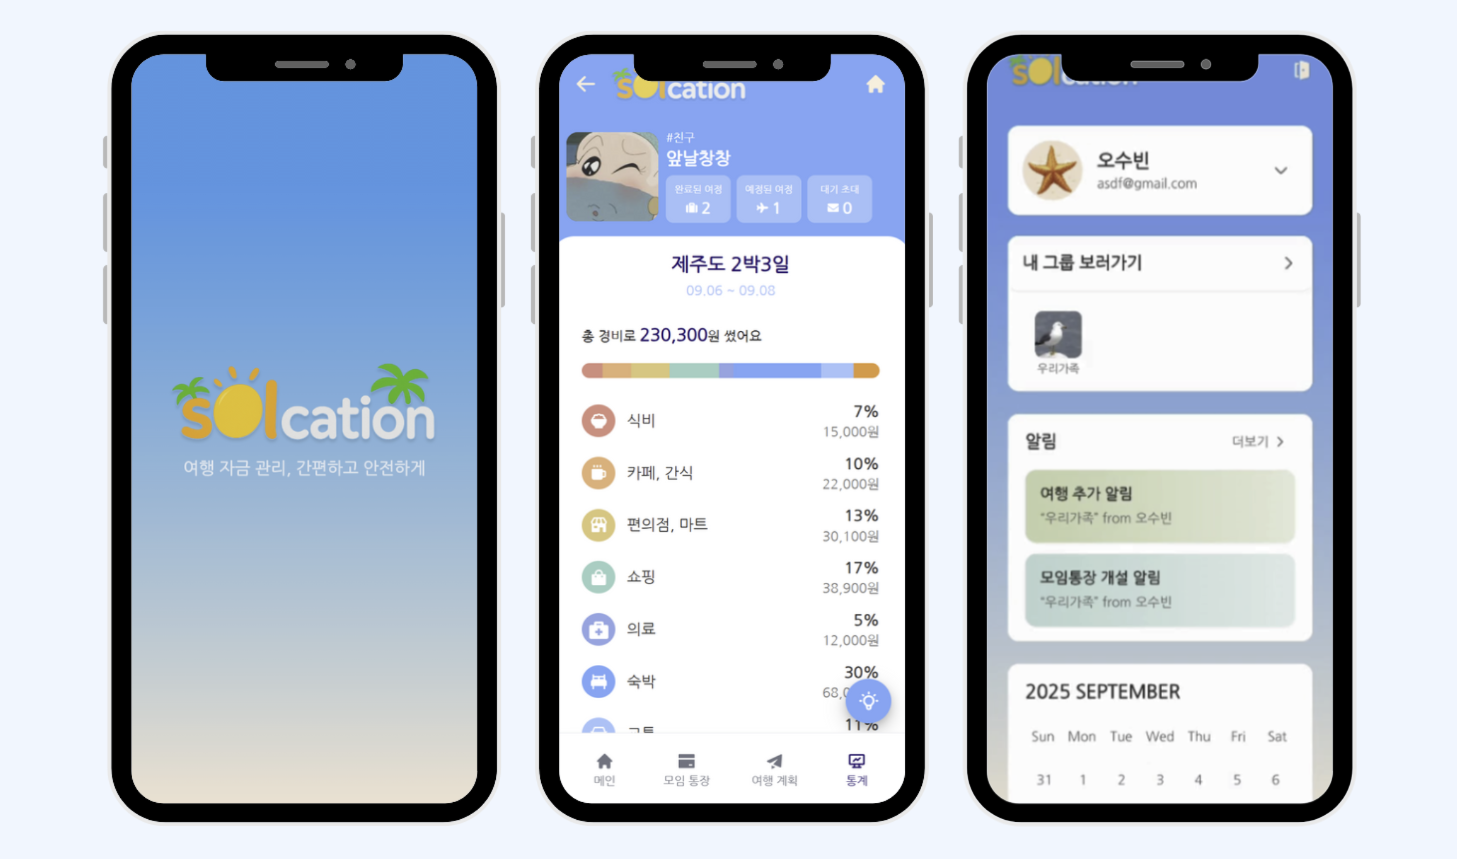 solcation
여행 자금 관리, 간편하고 안전하게
solcation
#친구
앞날창창
완료된 여정
2
예정된 여정
1
대기 초대
0
제주도 2박3일
09.06 ~ 09.08
총 경비로 230,300원 썼어요
식비
7%
15,000원
카페, 간식
10%
22,000원
편의점, 마트
13%
30,100원
쇼핑
17%
38,900원
의료
5%
12,000원
숙박
30%
68,0
11%
메인
모임 통장
여행 계획
통계
오수빈
asdf@gmail.com
내 그룹 보러가기
우리가족
알림
더보기
여행 추가 알림
"우리가족" from 오수빈
모임통장 개설 알림
"우리가족" from 오수빈
2025 SEPTEMBER
Sun Mon Tue Wed Thu Fri Sat
31 1 2 3 4 5 6